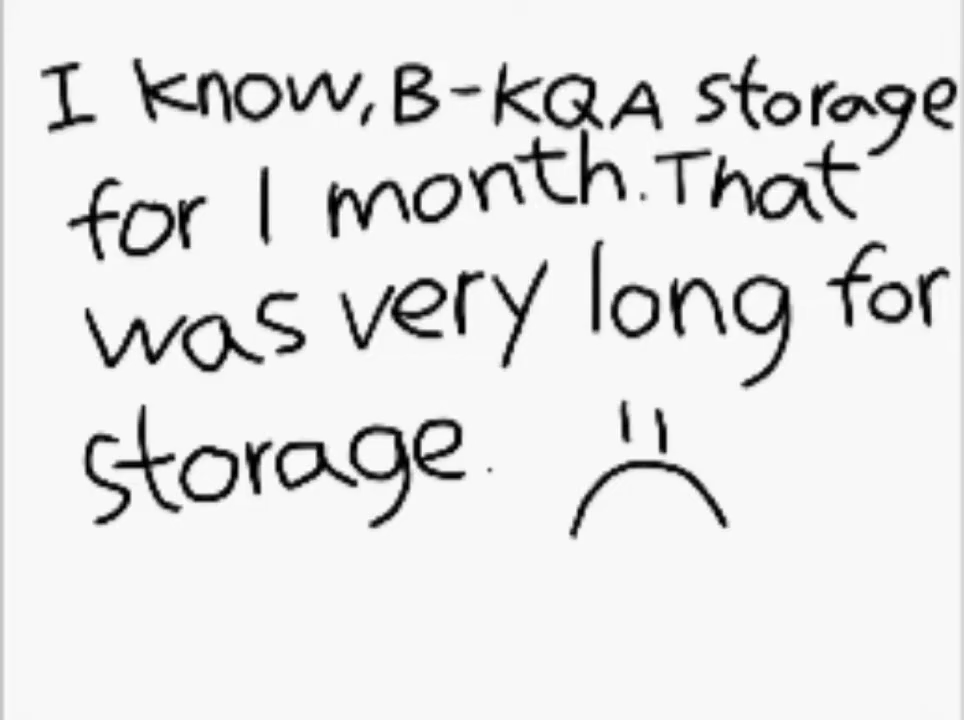 I know, B-KQA storage
for 1 month. That
was very long for
storage.